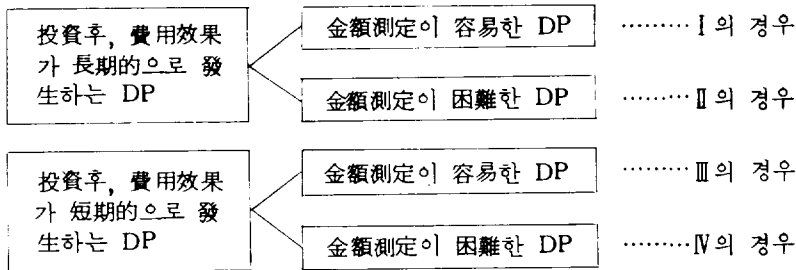 投資후, 費用效果
가 長期的으로 發
生하는 DP
金額測定이 容易한 DP ………Ⅰ의 경우
金額測定이 困難한 DP ………Ⅱ의 경우
投資후, 費用效果
가 短期的으로 發
生하는 DP
金額測定이 容易한 DP ………Ⅲ의 경우
金額測定이 困難한 DP ………Ⅳ의 경우